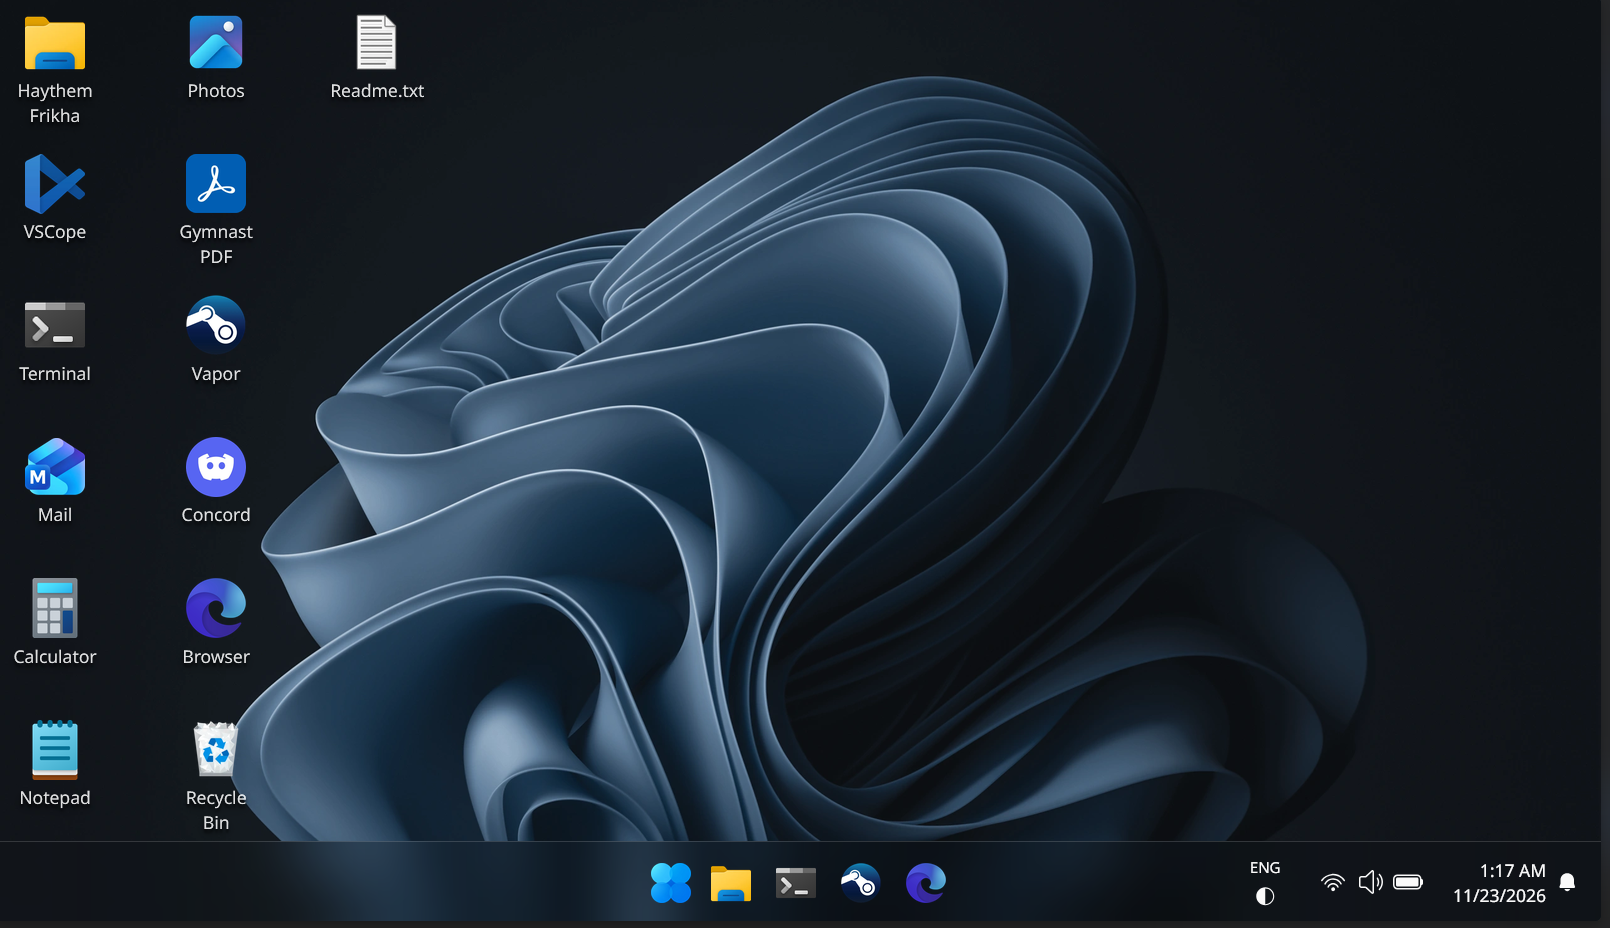 Haythem
Frikha
Photos
Readme.txt
VSCope
Gymnast
PDF
Terminal
Vapor
M
Mail
Concord
Calculator
Browser
Notepad
Recycle
Bin
ENG
1:17 AM
11/23/2026